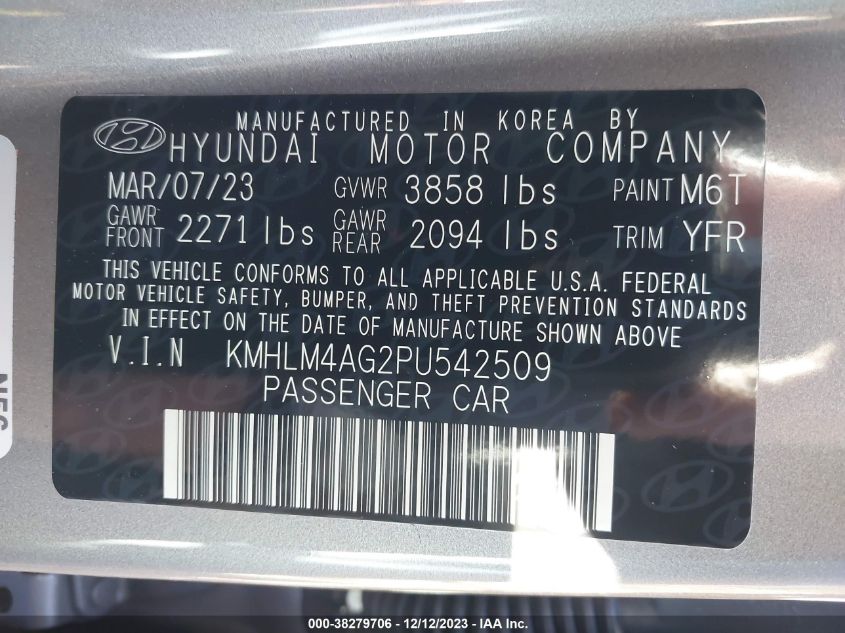 MANUFACTURED IN KOREA BY
HYUNDAI MOTOR COMPANY
MAR/07/23 GVWR 3858 lbs PAINT M6T
GAWR FRONT 2271 lbs GAWR REAR 2094 lbs TRIM YFR
THIS VEHICLE CONFORMS TO ALL APPLICABLE U.S.A. FEDERAL
MOTOR VEHICLE SAFETY, BUMPER, AND THEFT PREVENTION STANDARDS
IN EFFECT ON THE DATE OF MANUFACTURE SHOWN ABOVE
V.I.N KMHLM4AG2PU542509
PASSENGER CAR
000-38279706 - 12/12/2023 - IAA Inc.